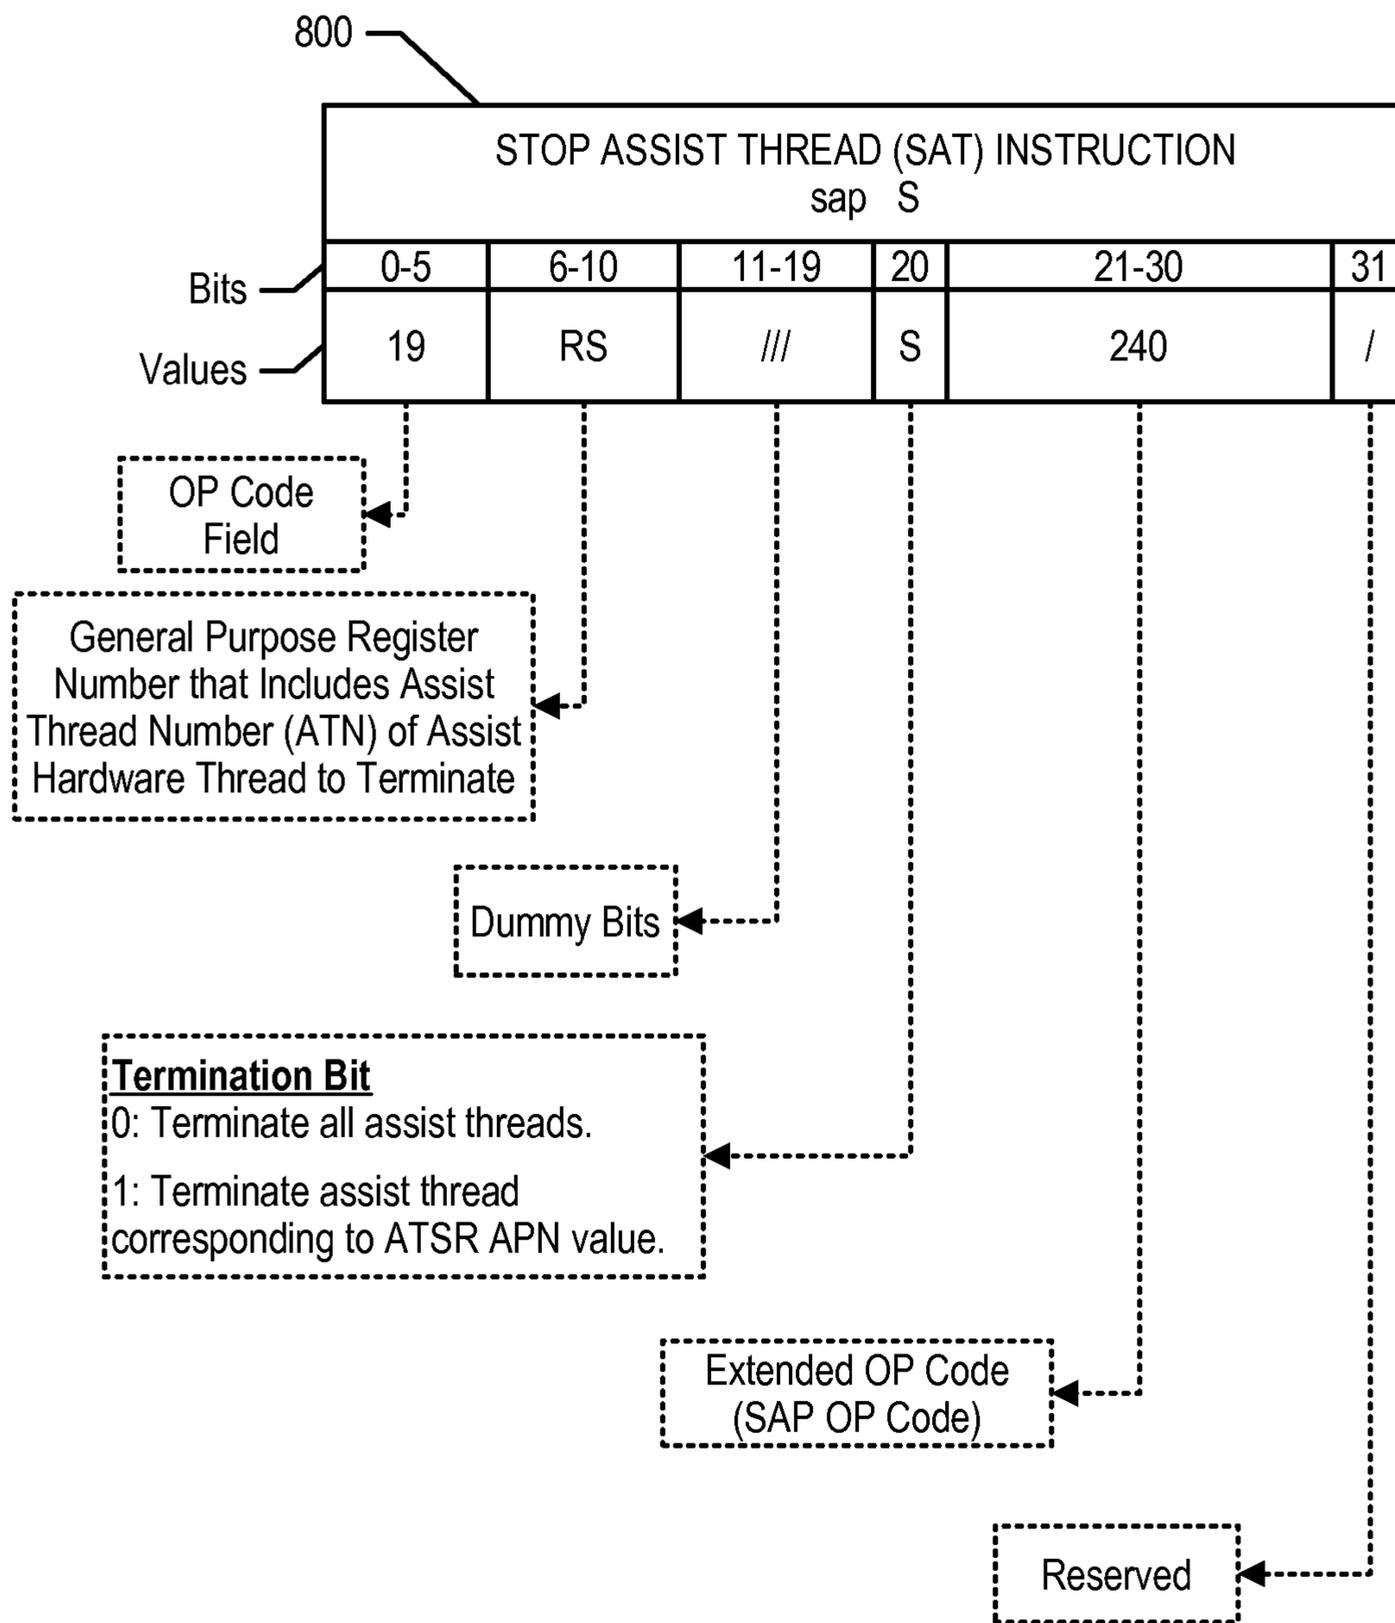 800
STOP ASSIST THREAD (SAT) INSTRUCTION
sap S
Bits
0-5 6-10 11-19 20 21-30 31
Values
19 RS /// S 240 /
OP Code
Field
General Purpose Register
Number that Includes Assist
Thread Number (ATN) of Assist
Hardware Thread to Terminate
Dummy Bits
Termination Bit
0: Terminate all assist threads.
1: Terminate assist thread
corresponding to ATSR APN value.
Extended OP Code
(SAP OP Code)
Reserved